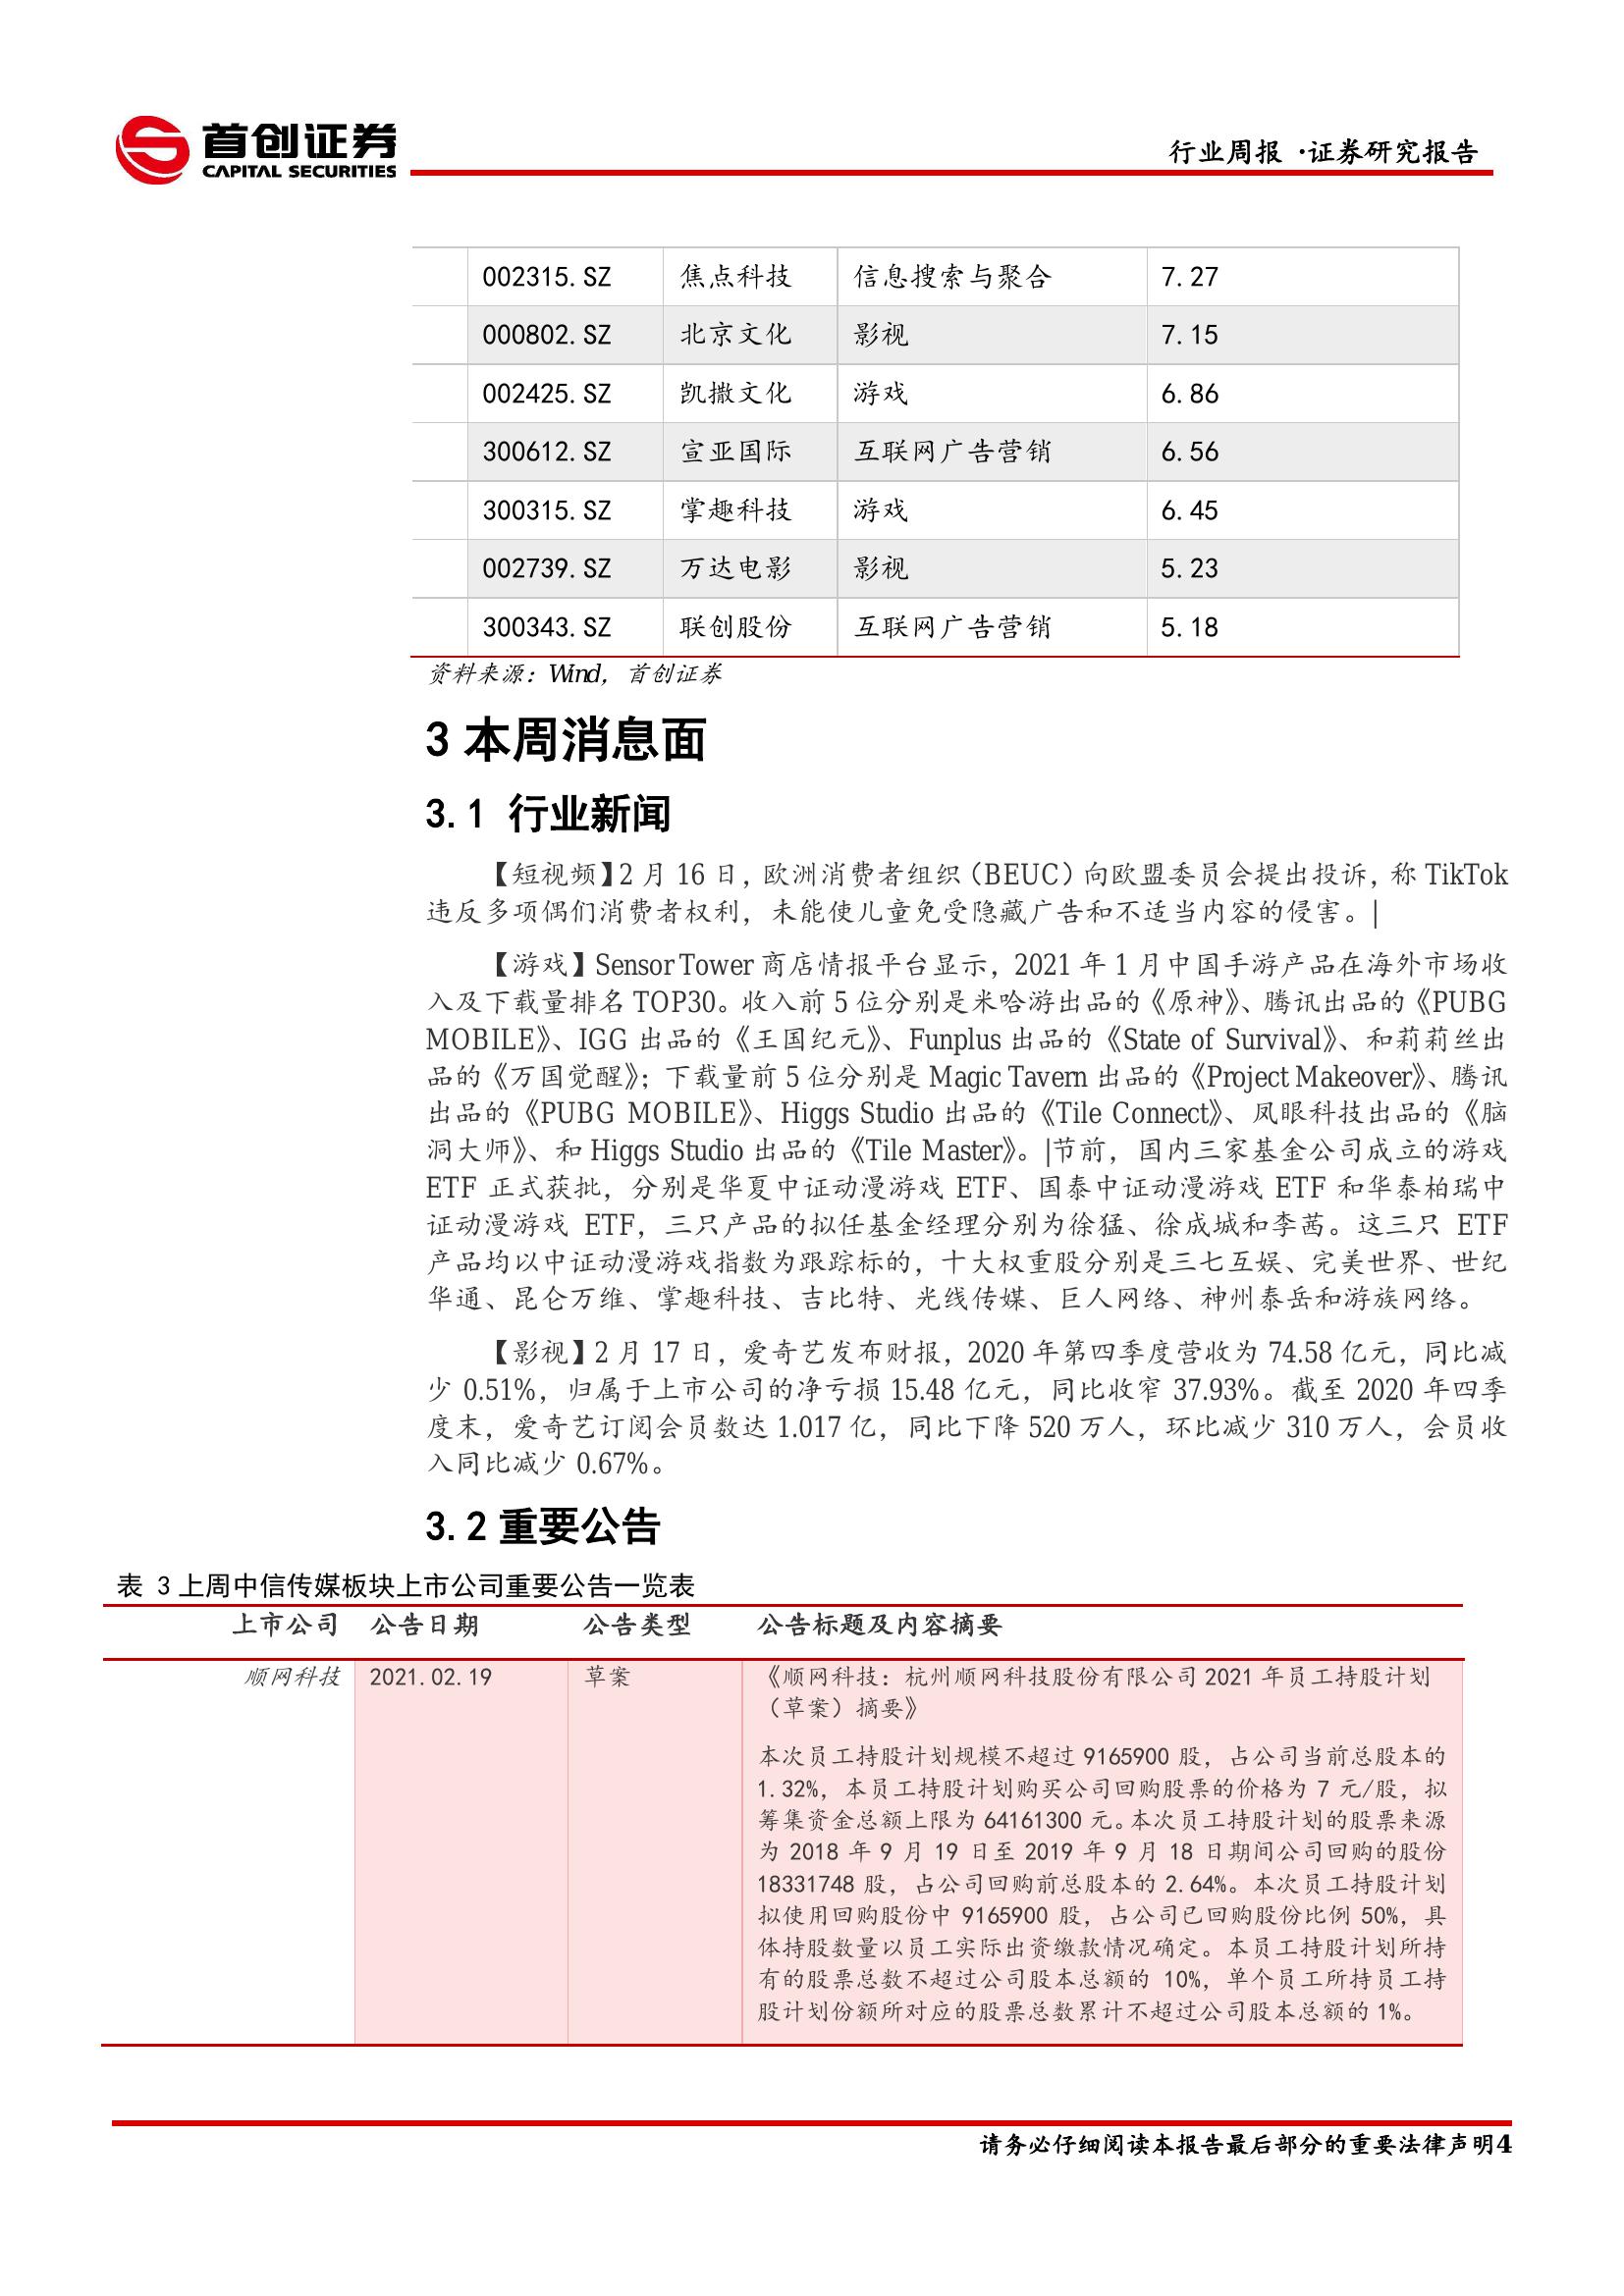 首创证券
CAPITAL SECURITIES
行业周报 ·证券研究报告
002315.SZ 焦点科技 信息搜索与聚合 7.27
000802.SZ 北京文化 影视 7.15
002425.SZ 凯撒文化 游戏 6.86
300612.SZ 宣亚国际 互联网广告营销 6.56
300315.SZ 掌趣科技 游戏 6.45
002739.SZ 万达电影 影视 5.23
300343.SZ 联创股份 互联网广告营销 5.18
资料来源：Wind，首创证券
3 本周消息面
3.1 行业新闻
【短视频】2 月 16 日，欧洲消费者组织（BEUC）向欧盟委员会提出投诉，称 TikTok
违反多项偶们消费者权利，未能使儿童免受隐藏广告和不适当内容的侵害。|
【游戏】Sensor Tower 商店情报平台显示，2021 年 1 月中国手游产品在海外市场收
入及下载量排名 TOP30。收入前 5 位分别是米哈游出品的《原神》、腾讯出品的《PUBG
MOBILE》、IGG 出品的《王国纪元》、Funplus 出品的《State of Survival》、和莉莉丝出
品的《万国觉醒》；下载量前 5 位分别是 Magic Tavern 出品的《Project Makeover》、腾讯
出品的《PUBG MOBILE》、Higgs Studio 出品的《Tile Connect》、凤眼科技出品的《脑
洞大师》、和 Higgs Studio 出品的《Tile Master》。|节前，国内三家基金公司成立的游戏
ETF 正式获批，分别是华夏中证动漫游戏 ETF、国泰中证动漫游戏 ETF 和华泰柏瑞中
证动漫游戏 ETF，三只产品的拟任基金经理分别为徐猛、徐成城和李茜。这三只 ETF
产品均以中证动漫游戏指数为跟踪标的，十大权重股分别是三七互娱、完美世界、世纪
华通、昆仑万维、掌趣科技、吉比特、光线传媒、巨人网络、神州泰岳和游族网络。
【影视】2 月 17 日，爱奇艺发布财报，2020 年第四季度营收为 74.58 亿元，同比减
少 0.51%，归属于上市公司的净亏损 15.48 亿元，同比收窄 37.93%。截至 2020 年四季
度末，爱奇艺订阅会员数达 1.017 亿，同比下降 520 万人，环比减少 310 万人，会员收
入同比减少 0.67%。
3.2 重要公告
表 3 上周中信传媒板块上市公司重要公告一览表
上市公司 公告日期 公告类型 公告标题及内容摘要
顺网科技 2021.02.19 草案 《顺网科技：杭州顺网科技股份有限公司 2021 年员工持股计划
（草案）摘要》
本次员工持股计划规模不超过 9165900 股，占公司当前总股本的
1.32%，本员工持股计划购买公司回购股票的价格为 7 元/股，拟
筹集资金总额上限为 64161300 元。本次员工持股计划的股票来源
为 2018 年 9 月 19 日至 2019 年 9 月 18 日期间公司回购的股份
18331748 股，占公司回购前总股本的 2.64%。本次员工持股计划
拟使用回购股份中 9165900 股，占公司已回购股份比例 50%，具
体持股数量以员工实际出资缴款情况确定。本员工持股计划所持
有的股票总数不超过公司股本总额的 10%，单个员工所持员工持
股计划份额所对应的股票总数累计不超过公司股本总额的 1%。
请务必仔细阅读本报告最后部分的重要法律声明4